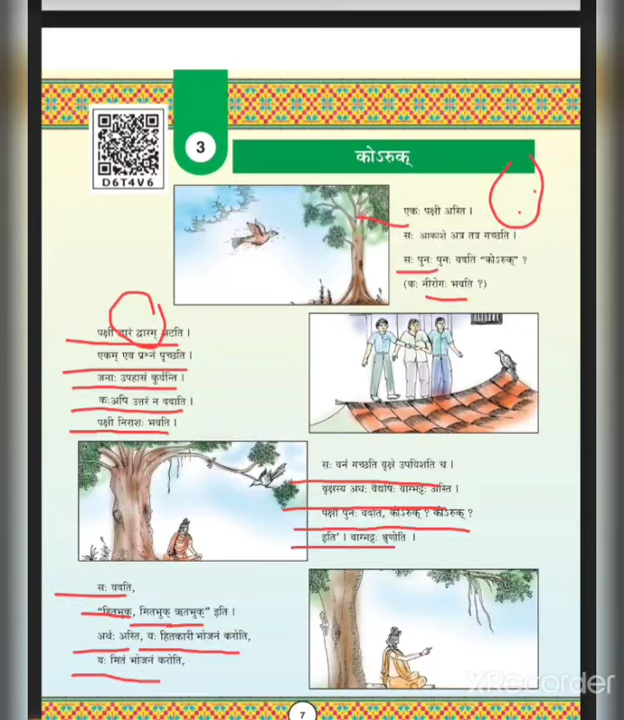 D6T4V6
3
कोऽरुक्
एकः पक्षी अस्ति ।
सः आकाशे अत्र तत्र गच्छति ।
सः पुनः पुनः वदति “कोऽरुक्” ?
(कः नीरोगः भवति ?)
पक्षी द्वारं द्वारम् अटति ।
एकम् एव प्रश्नं पृच्छति ।
जनाः उपहासं कुर्वन्ति ।
कःअपि उत्तरं न ददाति ।
पक्षी निराशः भवति ।
सः वनं गच्छति वृक्षे उपविशति च ।
वृक्षस्य अधः वैद्यर्षिः वाग्भट्टः अस्ति ।
पक्षी पुनः वदति, कोऽरुक् ? कोऽरुक् ?
इति' । वाग्भट्टः श्रृणोति ।
सः वदति,
“हितभुक्, मितभुक् ऋतभुक्” इति ।
अर्थः अस्ति, यः हितकारी भोजनं करोति,
यः मितं भोजनं करोति,
7
XRecorder